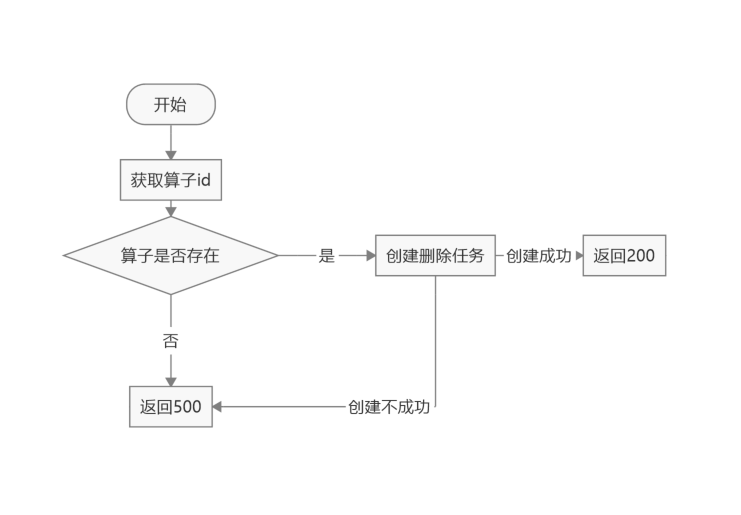 开始
获取算子id
算子是否存在
是
创建删除任务
创建成功
返回200
否
返回500
创建不成功